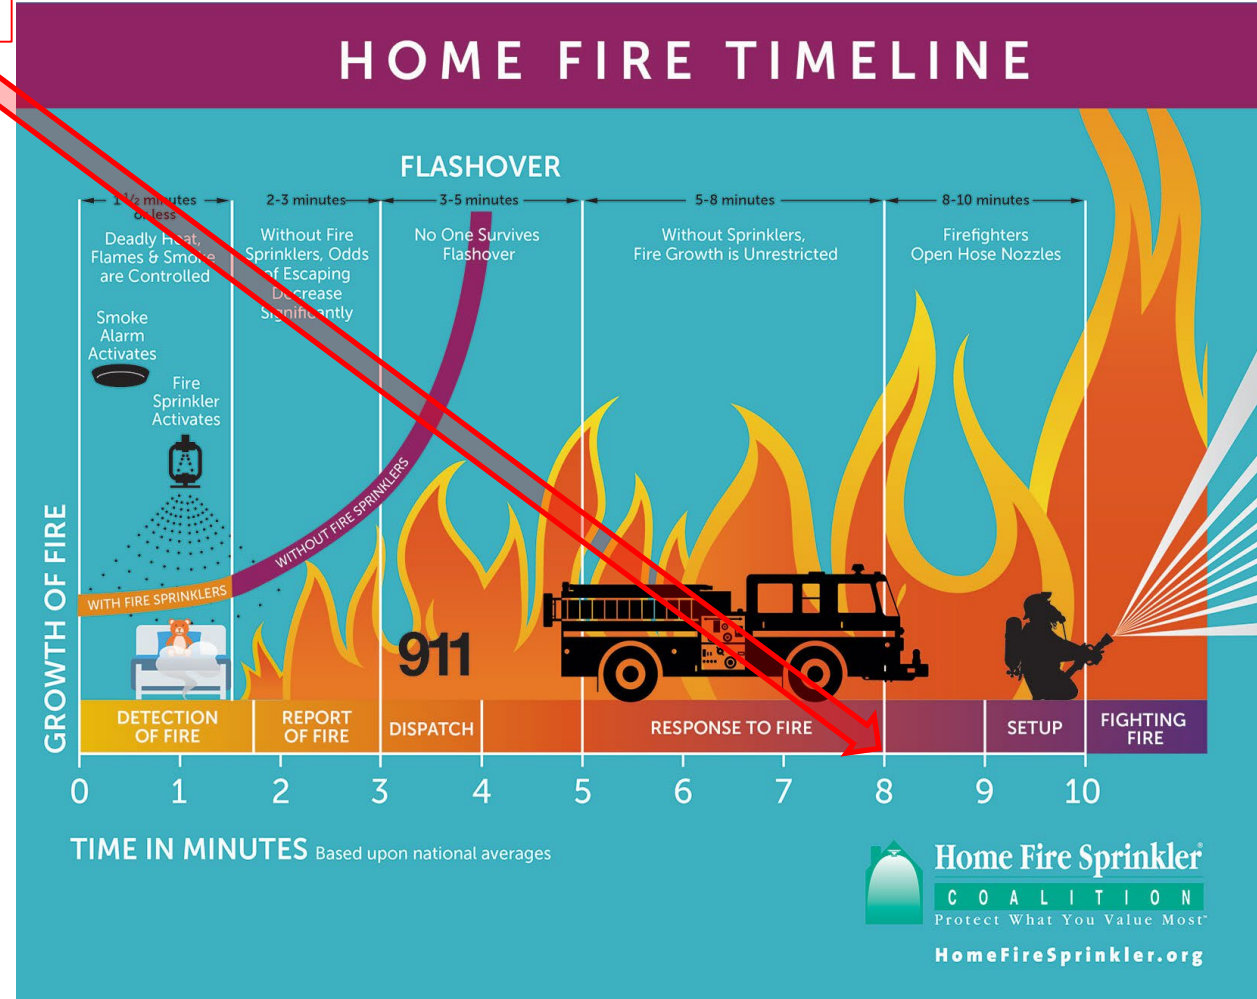 HOME FIRE TIMELINE
FLASHOVER
1 ½ minutes
or less
Deadly Heat,
Flames & Smoke
are Controlled
Smoke
Alarm
Activates
Fire
Sprinkler
Activates
2-3 minutes
Without Fire
Sprinklers, Odds
of Escaping
Decrease
Significantly
3-5 minutes
No One Survives
Flashover
5-8 minutes
Without Sprinklers,
Fire Growth is Unrestricted
8-10 minutes
Firefighters
Open Hose Nozzles
GROWTH OF FIRE
WITH FIRE SPRINKLERS
WITHOUT FIRE SPRINKLERS
911
DETECTION
OF FIRE
REPORT
OF FIRE
DISPATCH
RESPONSE TO FIRE
SETUP
FIGHTING
FIRE
0 1 2 3 4 5 6 7 8 9 10
TIME IN MINUTES Based upon national averages
Home Fire Sprinkler®
COALITION
Protect What You Value Most™
HomeFireSprinkler.org